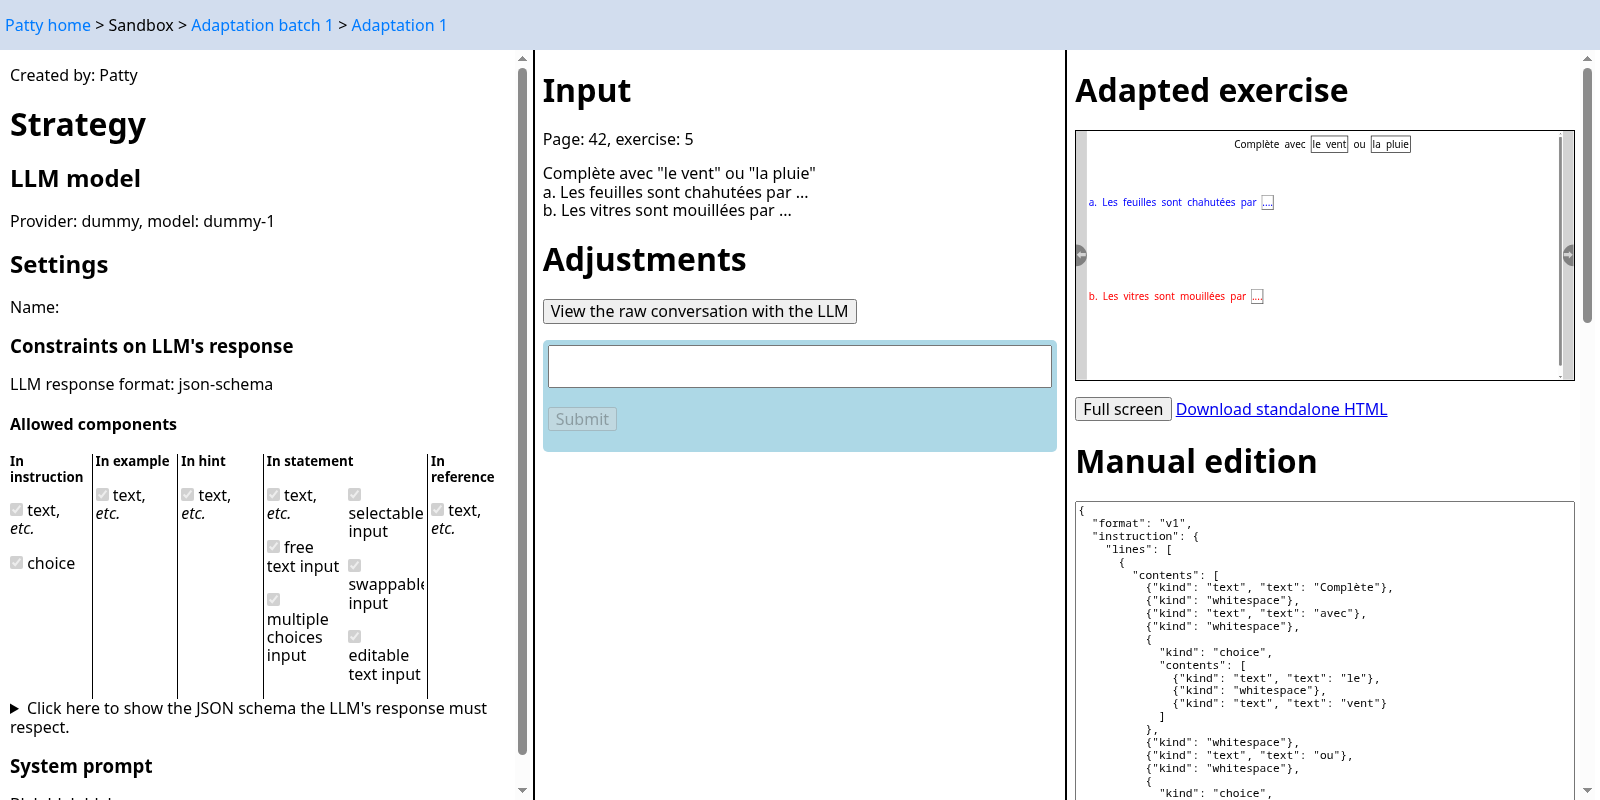 Patty home > Sandbox > Adaptation batch 1 > Adaptation 1
Created by: Patty
Strategy
LLM model
Provider: dummy, model: dummy-1
Settings
Name:
Constraints on LLM's response
LLM response format: json-schema
Allowed components
In instruction
text, etc.
choice
In example
text, etc.
In hint
text, etc.
In statement
text, etc.
free text input
multiple choices input
selectable input
swappable input
editable text input
In reference
text, etc.
Click here to show the JSON schema the LLM's response must
respect.
System prompt
Input
Page: 42, exercise: 5
Complète avec "le vent" ou "la pluie"
a. Les feuilles sont chahutées par ...
b. Les vitres sont mouillées par ...
Adjustments
View the raw conversation with the LLM
Submit
Adapted exercise
Complète avec le vent ou la pluie
a. Les feuilles sont chahutées par ....
b. Les vitres sont mouillées par ....
Full screen Download standalone HTML
Manual edition
{
  "format": "v1",
  "instruction": {
    "lines": [
      {
        "contents": [
          {"kind": "text", "text": "Complète"},
          {"kind": "whitespace"},
          {"kind": "text", "text": "avec"},
          {"kind": "whitespace"},
          {
            "kind": "choice",
            "contents": [
              {"kind": "text", "text": "le"},
              {"kind": "whitespace"},
              {"kind": "text", "text": "vent"}
            ]
          },
          {"kind": "whitespace"},
          {"kind": "text", "text": "ou"},
          {"kind": "whitespace"},
          {
            "kind": "choice",